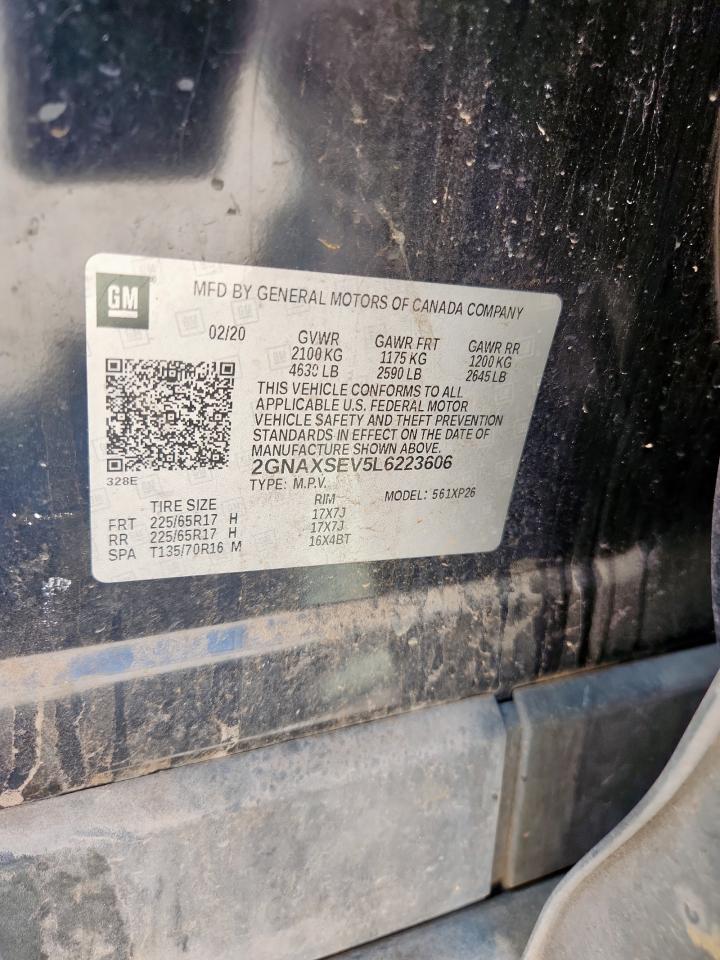 GM
MFD BY GENERAL MOTORS OF CANADA COMPANY
02/20 GVWR GAWR FRT GAWR RR
2100 KG 1175 KG 1200 KG
4630 LB 2590 LB 2645 LB
THIS VEHICLE CONFORMS TO ALL
APPLICABLE U.S. FEDERAL MOTOR
VEHICLE SAFETY AND THEFT PREVENTION
STANDARDS IN EFFECT ON THE DATE OF
MANUFACTURE SHOWN ABOVE.
2GNAXSEV5L6223606
328E
TYPE: M.P.V. MODEL: 561XP26
TIRE SIZE RIM
FRT 225/65R17 H 17X7J
RR 225/65R17 H 17X7J
SPA T135/70R16 M 16X4BT